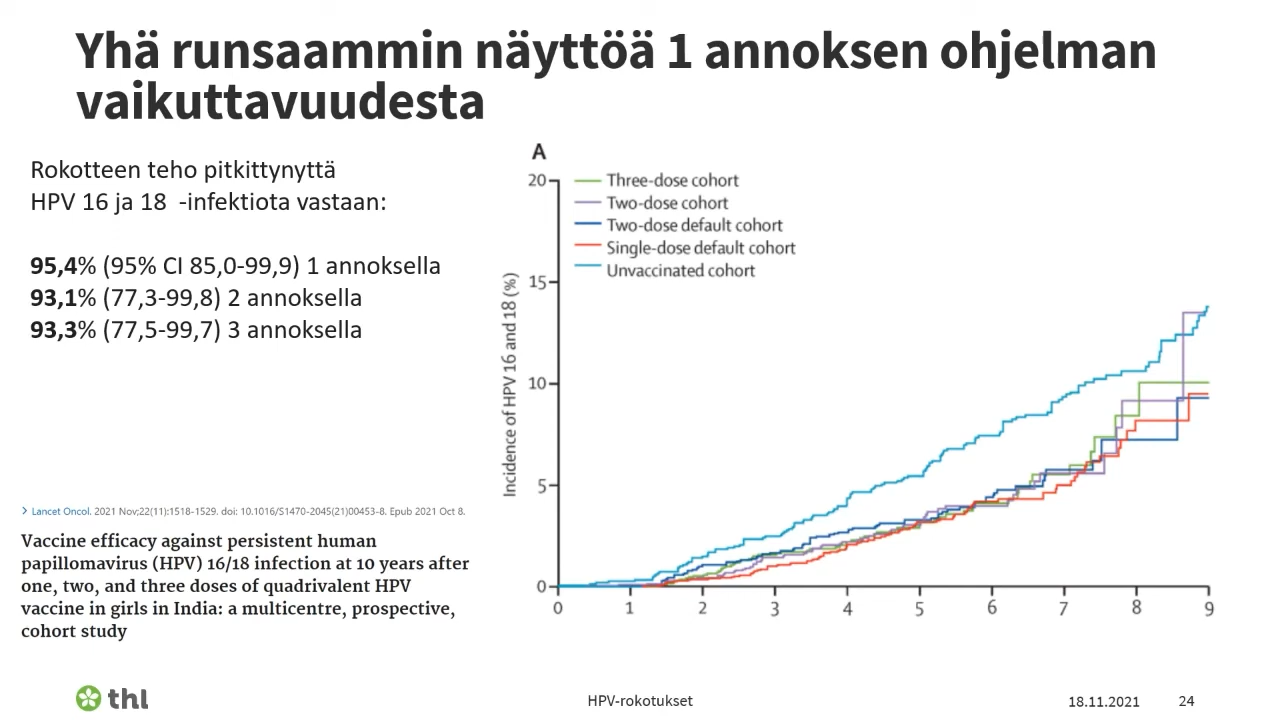 Yhä runsaammin näyttöä 1 annoksen ohjelman
vaikuttavuudesta
Rokotteen teho pitkittynyttä
HPV 16 ja 18 -infektiota vastaan:
95,4% (95% CI 85,0-99,9) 1 annoksella
93,1% (77,3-99,8) 2 annoksella
93,3% (77,5-99,7) 3 annoksella
> Lancet Oncol. 2021 Nov;22(11):1518-1529. doi: 10.1016/S1470-2045(21)00453-8. Epub 2021 Oct 8.
Vaccine efficacy against persistent human
papillomavirus (HPV) 16/18 infection at 10 years after
one, two, and three doses of quadrivalent HPV
vaccine in girls in India: a multicentre, prospective,
cohort study
A
Three-dose cohort
Two-dose cohort
Two-dose default cohort
Single-dose default cohort
Unvaccinated cohort
Incidence of HPV 16 and 18 (%)
20
15
10
5
0
0 1 2 3 4 5 6 7 8 9
thl
HPV-rokotukset
18.11.2021
24